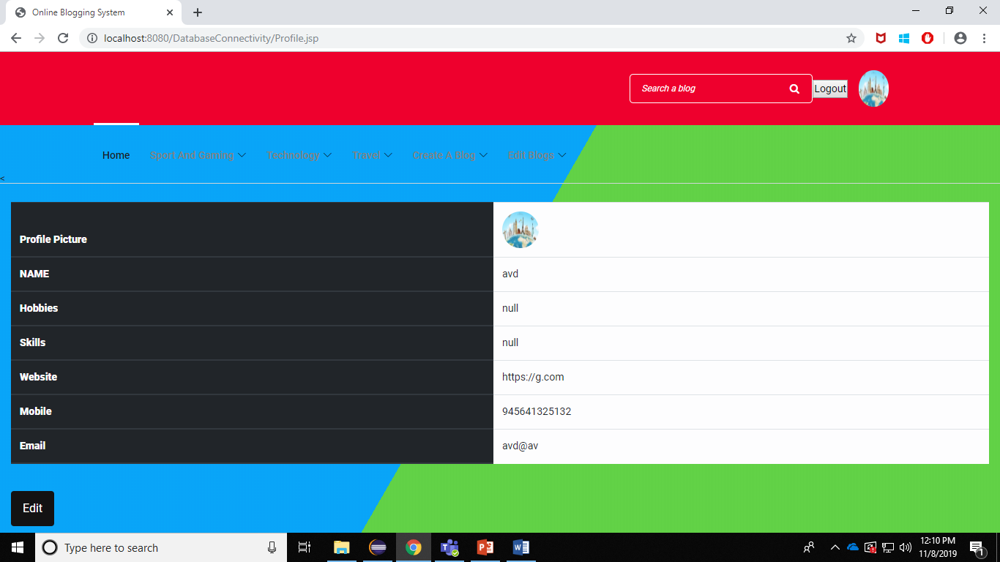 Online Blogging System
localhost:8080/DatabaseConnectivity/Profile.jsp
Search a blog
Logout
Home Sport And Gaming Technology Travel Create A Blog Edit Blogs
<
Profile Picture
NAME avd
Hobbies null
Skills null
Website https://g.com
Mobile 945641325132
Email avd@av
Edit
Type here to search
12:10 PM
11/8/2019
1